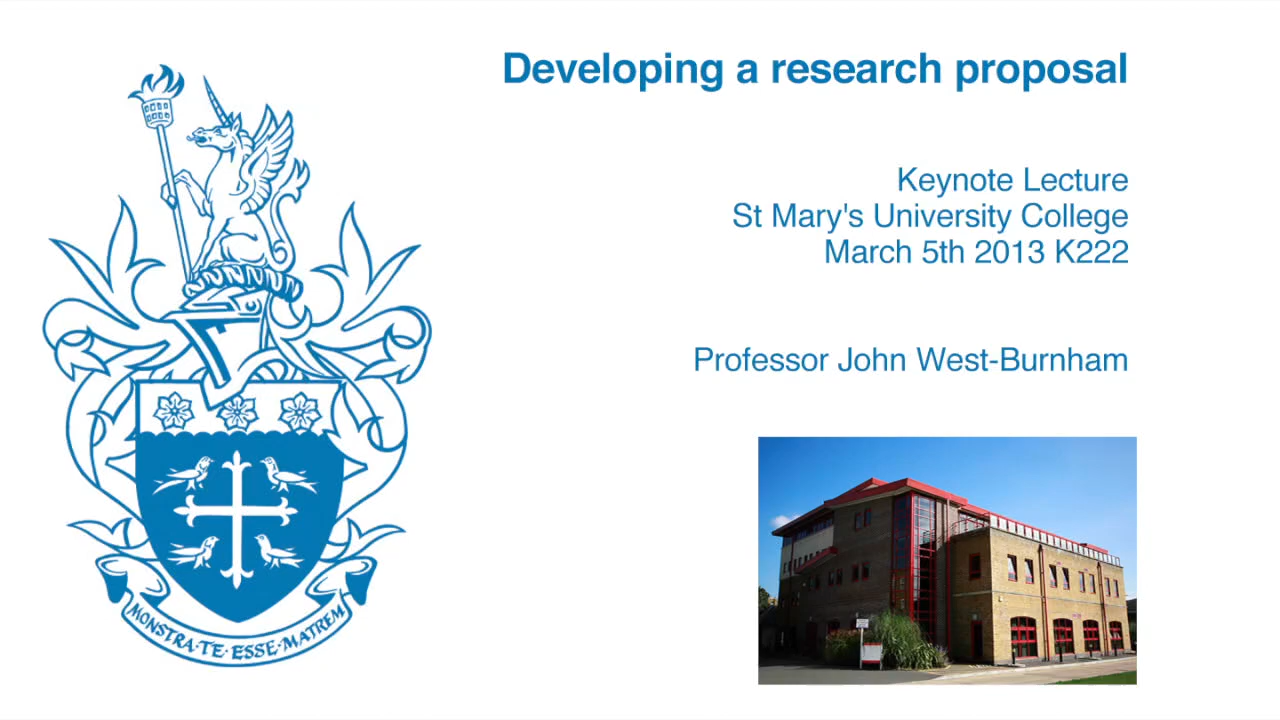 Developing a research proposal
Keynote Lecture
St Mary's University College
March 5th 2013 K222
Professor John West-Burnham
MONSTRA·TE·ESSE·MATREM